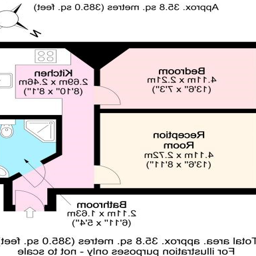 Approx. 35.8 sq. metres (385.0 sq. feet)
N
Kitchen
2.69m x 2.46m
(8'10" x 8'1")
Bedroom
4.11m x 2.21m
(13'6" x 7'3")
Reception
Room
4.11m x 2.72m
(13'6" x 8'11")
Bathroom
2.11m x 1.63m
(6'11" x 5'4")
Total area. approx. 35.8 sq. metres (385.0 sq. feet)
For illustration purposes only - not to scale